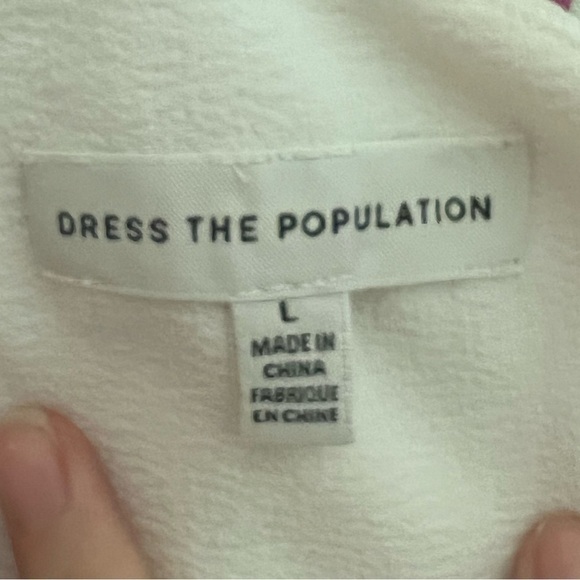 DRESS THE POPULATION
L
MADE IN
CHINA
FABRIQUE
EN CHINE